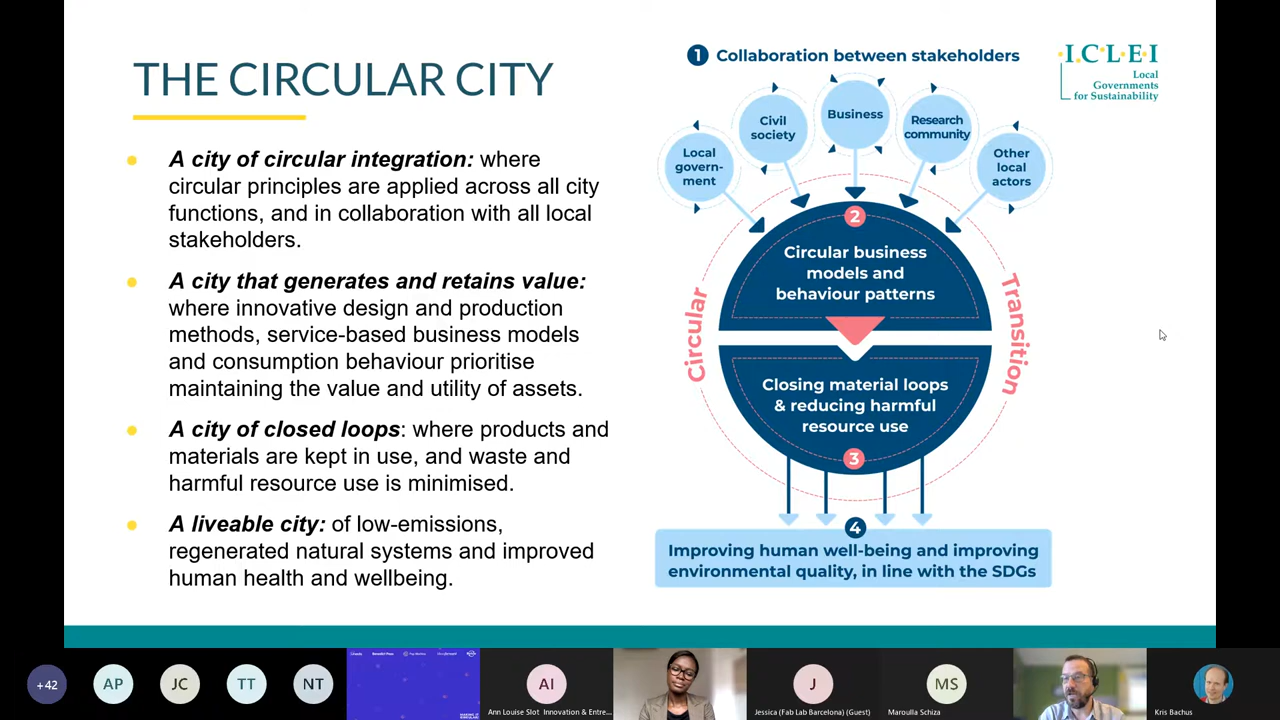 THE CIRCULAR CITY
A city of circular integration: where
circular principles are applied across all city
functions, and in collaboration with all local
stakeholders.
A city that generates and retains value:
where innovative design and production
methods, service-based business models
and consumption behaviour prioritise
maintaining the value and utility of assets.
A city of closed loops: where products and
materials are kept in use, and waste and
harmful resource use is minimised.
A liveable city: of low-emissions,
regenerated natural systems and improved
human health and wellbeing.
1 Collaboration between stakeholders
I.C.L.E.I
Local
Governments
for Sustainability
Local
govern-
ment
Civil
society
Business
Research
community
Other
local
actors
Circular
Transition
2
Circular business
models and
behaviour patterns
Closing material loops
& reducing harmful
resource use
3
4
Improving human well-being and improving
environmental quality, in line with the SDGs
+42
AP
JC
TT
NT
AI
Ann Louise Slot Innovation & Entre...
J
Jessica (Fab Lab Barcelona) (Guest)
MS
Maroulla Schiza
Kris Bachus